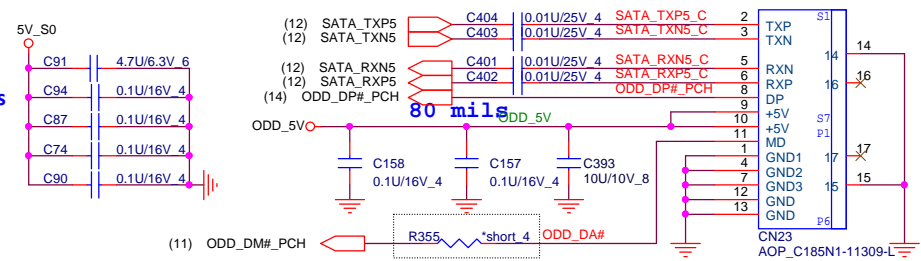 5V_S0
C91 4.7U/6.3V_6
C94 0.1U/16V_4
C87 0.1U/16V_4
C74 0.1U/16V_4
C90 0.1U/16V_4
s
(12) SATA_TXP5 C404 0.01U/25V_4 SATA_TXP5_C 2 TXP
(12) SATA_TXN5 C403 0.01U/25V_4 SATA_TXN5_C 3 TXN
(12) SATA_RXN5 C401 0.01U/25V_4 SATA_RXN5_C 5 RXN
(12) SATA_RXP5 C402 0.01U/25V_4 SATA_RXP5_C 6 RXP
(14) ODD_DP#_PCH ODD_DP#_PCH 8 DP
80 mils
ODD_5V ODD_5V
9 +5V
10 +5V
11 MD
1 GND1
4 GND2
7 GND3
12 GND
13 GND
S1
14 14
16 16
S7
P1
17 17
15 15
P6
CN23
AOP_C185N1-11309-L
C158
0.1U/16V_4
C157
0.1U/16V_4
C393
10U/10V_8
(11) ODD_DM#_PCH R355 *short_4 ODD_DA#